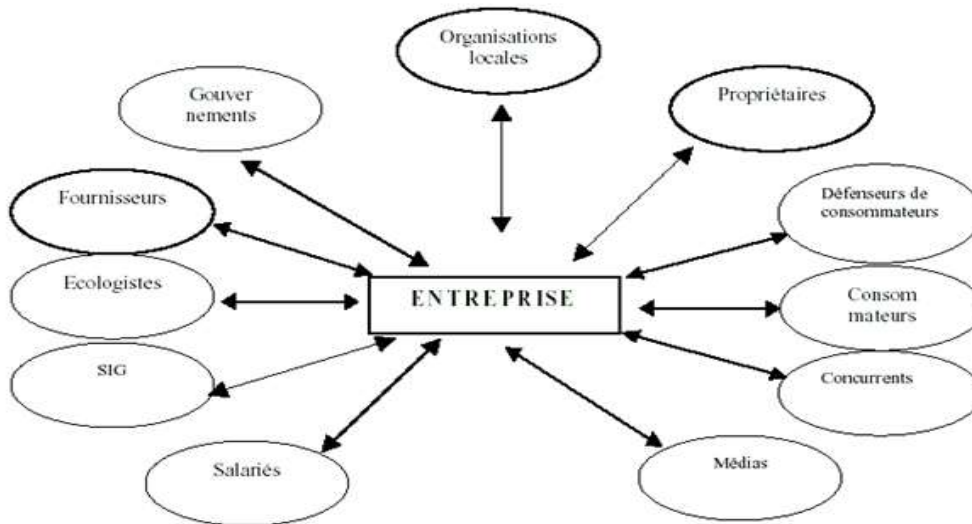 Organisations
locales
Gouver
nements
Propriétaires
Fournisseurs
Défenseurs de
consommateurs
Ecologistes
ENTREPRISE
Consom
mateurs
SIG
Concurrents
Salariés
Médias